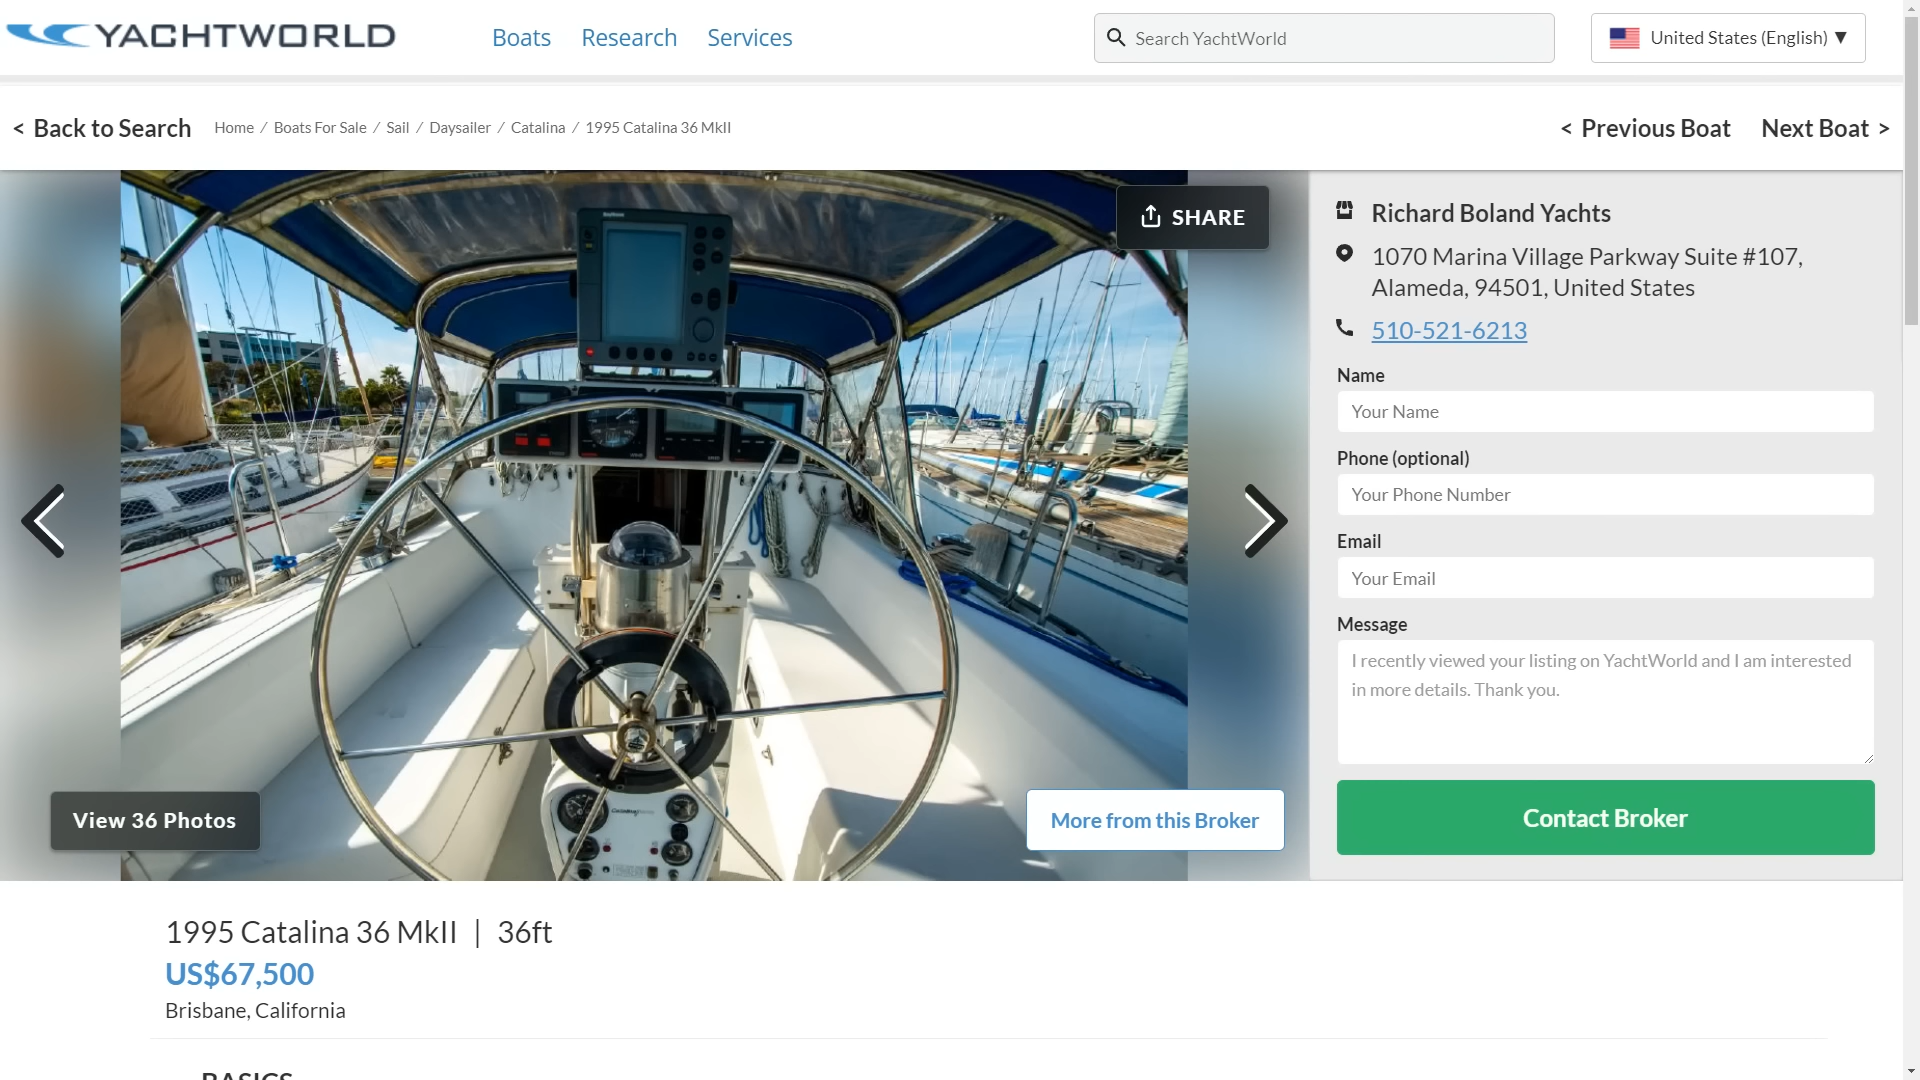 YACHTWORLD
Boats Research Services
Search YachtWorld
United States (English) ▼
< Back to Search
Home / Boats For Sale / Sail / Daysailer / Catalina / 1995 Catalina 36 MkII
< Previous Boat Next Boat >
SHARE
View 36 Photos
More from this Broker
Richard Boland Yachts
1070 Marina Village Parkway Suite #107,
Alameda, 94501, United States
510-521-6213
Name
Your Name
Phone (optional)
Your Phone Number
Email
Your Email
Message
I recently viewed your listing on YachtWorld and I am interested
in more details. Thank you.
Contact Broker
1995 Catalina 36 MkII | 36ft
US$67,500
Brisbane, California
BASICS